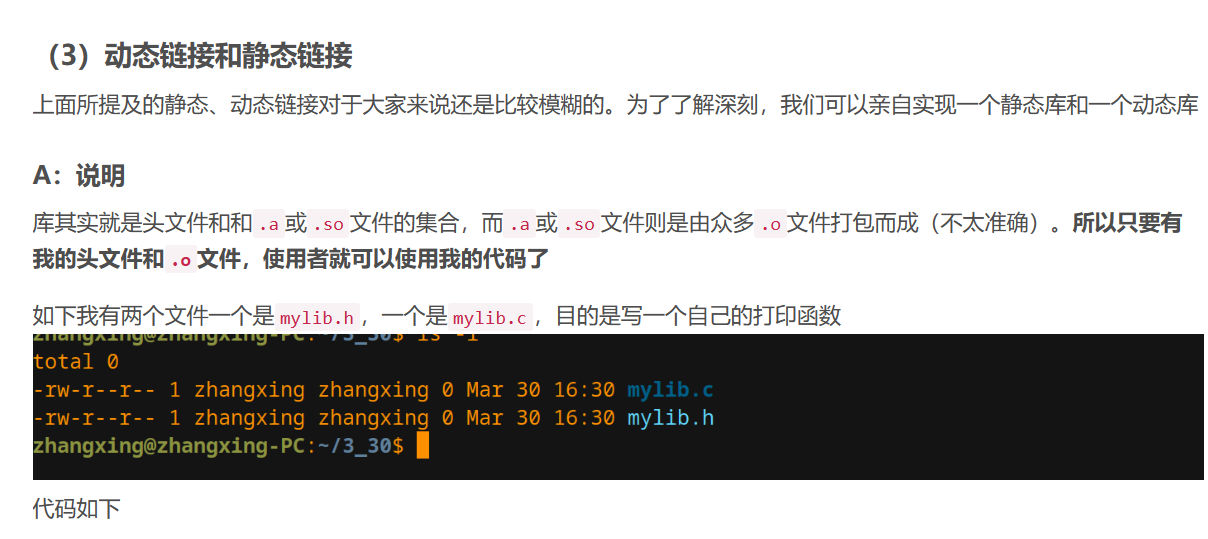 （3）动态链接和静态链接
上面所提及的静态、动态链接对于大家来说还是比较模糊的。为了了解深刻，我们可以亲自实现一个静态库和一个动态库
A：说明
库其实就是头文件和和.a或.so文件的集合，而.a或.so文件则是由众多.o文件打包而成（不太准确）。所以只要有
我的头文件和.o文件，使用者就可以使用我的代码了
如下我有两个文件一个是mylib.h，一个是mylib.c，目的是写一个自己的打印函数
zhangxing@zhangxing-PC:~/3_30$ ls -l
total 0
-rw-r--r-- 1 zhangxing zhangxing 0 Mar 30 16:30 mylib.c
-rw-r--r-- 1 zhangxing zhangxing 0 Mar 30 16:30 mylib.h
zhangxing@zhangxing-PC:~/3_30$
代码如下